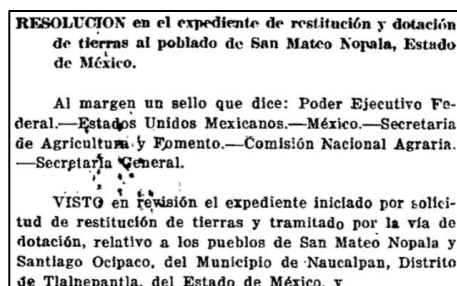 RESOLUCION en el expediente de restitución y dotación
de tierras al poblado de San Mateo Nopala, Estado
de México.
Al margen un sello que dice: Poder Ejecutivo Fe-
deral.—Estados Unidos Mexicanos.—México.—Secretaría
de Agricultura y Fomento.—Comisión Nacional Agraria.
—Secretaría General.
VISTO en revisión el expediente iniciado por solici-
tud de restitución de tierras y tramitado por la vía de
dotación, relativo a los pueblos de San Mateo Nopala y
Santiago Ocipaco, del Municipio de Naucalpan, Distrito
de Tlalnepantla, del Estado de México, y